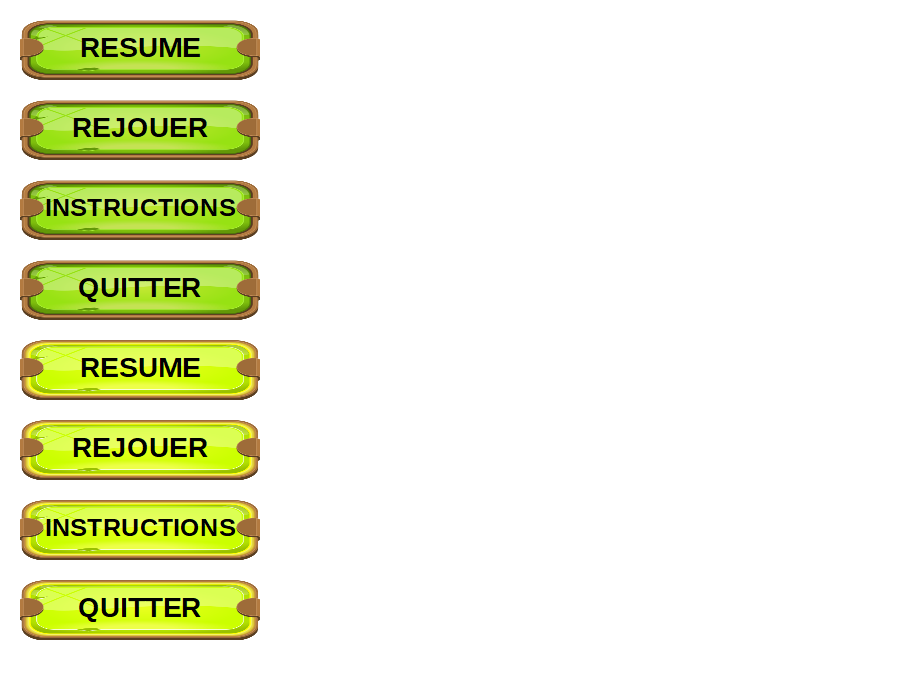 RESUME
REJOUER
INSTRUCTIONS
QUITTER
RESUME
REJOUER
INSTRUCTIONS
QUITTER